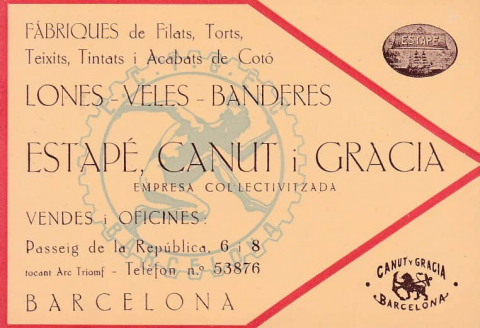 FÀBRIQUES de Filats, Torts,
Teixits, Tintats i Acabats de Cotó
LONES - VELES - BANDERES
ESTAPÉ, CANUT i GRACIA
EMPRESA COL·LECTIVITZADA
VENDES i OFICINES:
Passeig de la República, 6 i 8
tocant Arc Triomf - Telèfon n.º 53876
BARCELONA
ESTAPÉ
CANUT Y GRACIA
BARCELONA
BARCELONA